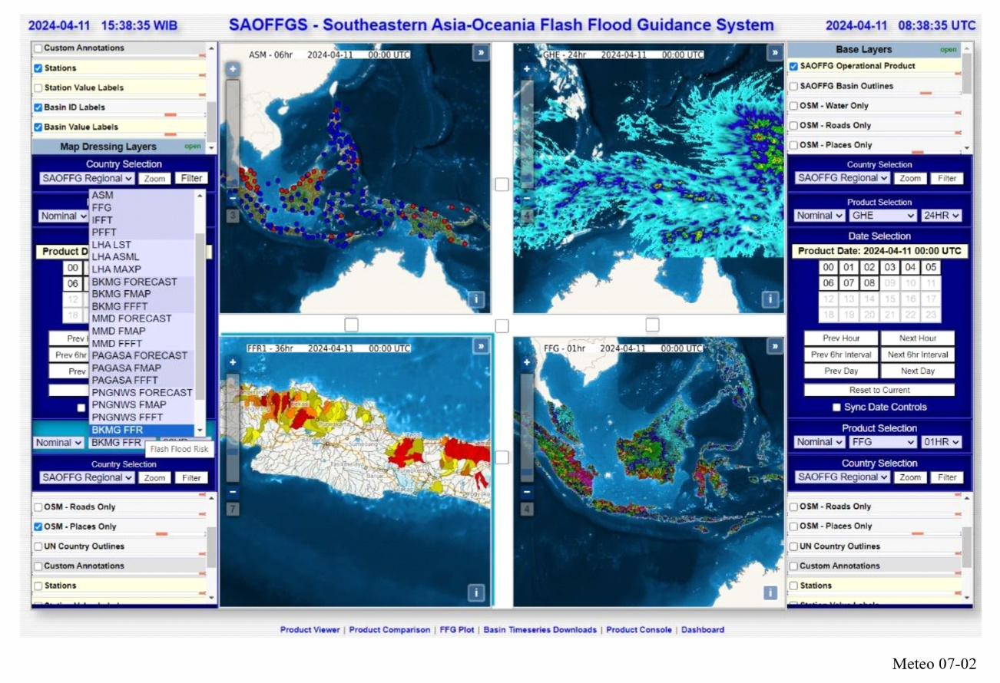 2024-04-11 15:38:35 WIB
SAOFFGS - Southeastern Asia-Oceania Flash Flood Guidance System
2024-04-11 08:38:35 UTC
Custom Annotations
Stations
Station Value Labels
Basin ID Labels
Basin Value Labels
Map Dressing Layers open
Country Selection
SAOFFG Regional Zoom Filter
Nominal
ASM
FFG
IFFT
PFFT
LHA LST
LHA ASML
LHA MAXP
BKMG FORECAST
BKMG FMAP
BKMG FFFT
MMD FORECAST
MMD FMAP
MMD FFFT
PAGASA FORECAST
PAGASA FMAP
PAGASA FFFT
PNGNWS FORECAST
PNGNWS FMAP
PNGNWS FFFT
BKMG FFR
Product D
00
06
12
18
Prev H
Prev 6hr
Prev
Nominal BKMG FFR
Flash Flood Risk
Country Selection
SAOFFG Regional Zoom Filter
OSM - Roads Only
OSM - Places Only
UN Country Outlines
Custom Annotations
Stations
ASM - 06hr 2024-04-11 00:00 UTC
»
+
-
3
i
GHE - 24hr 2024-04-11 00:00 UTC
»
+
-
4
i
FFR1 - 36hr 2024-04-11 00:00 UTC
»
+
Bekasi
Purwakarta
Sumedang
Tasikmalaya
Banjar
-
7
i
FFG - 01hr 2024-04-11 00:00 UTC
»
+
-
4
i
Base Layers open
SAOFFG Operational Product
SAOFFG Basin Outlines
OSM - Water Only
OSM - Roads Only
OSM - Places Only
Country Selection
SAOFFG Regional Zoom Filter
Product Selection
Nominal GHE 24HR
Date Selection
Product Date: 2024-04-11 00:00 UTC
00 01 02 03 04 05
06 07 08 09 10 11
12 13 14 15 16 17
18 19 20 21 22 23
Prev Hour Next Hour
Prev 6hr Interval Next 6hr Interval
Prev Day Next Day
Reset to Current
Sync Date Controls
Product Selection
Nominal FFG 01HR
Country Selection
SAOFFG Regional Zoom Filter
OSM - Roads Only
OSM - Places Only
UN Country Outlines
Custom Annotations
Stations
Station Value Labels
Product Viewer | Product Comparison | FFG Plot | Basin Timeseries Downloads | Product Console | Dashboard
Meteo 07-02